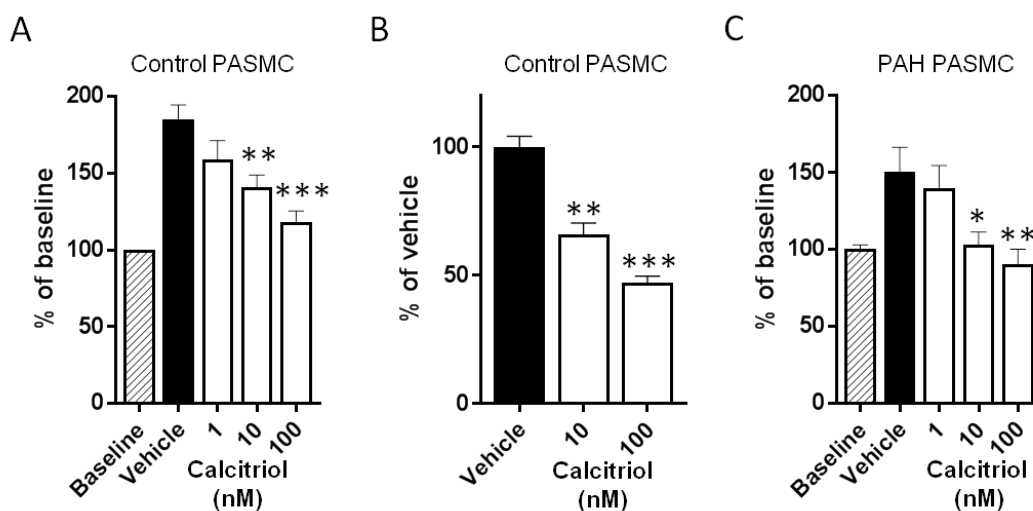 A
Control PASMC
% of baseline
200
150
100
50
0
**
***
Baseline
Vehicle
1
10
100
Calcitriol
(nM)
B
Control PASMC
% of vehicle
100
50
0
**
***
Vehicle
10
100
Calcitriol
(nM)
C
PAH PASMC
% of baseline
200
150
100
50
0
*
**
Baseline
Vehicle
1
10
100
Calcitriol
(nM)